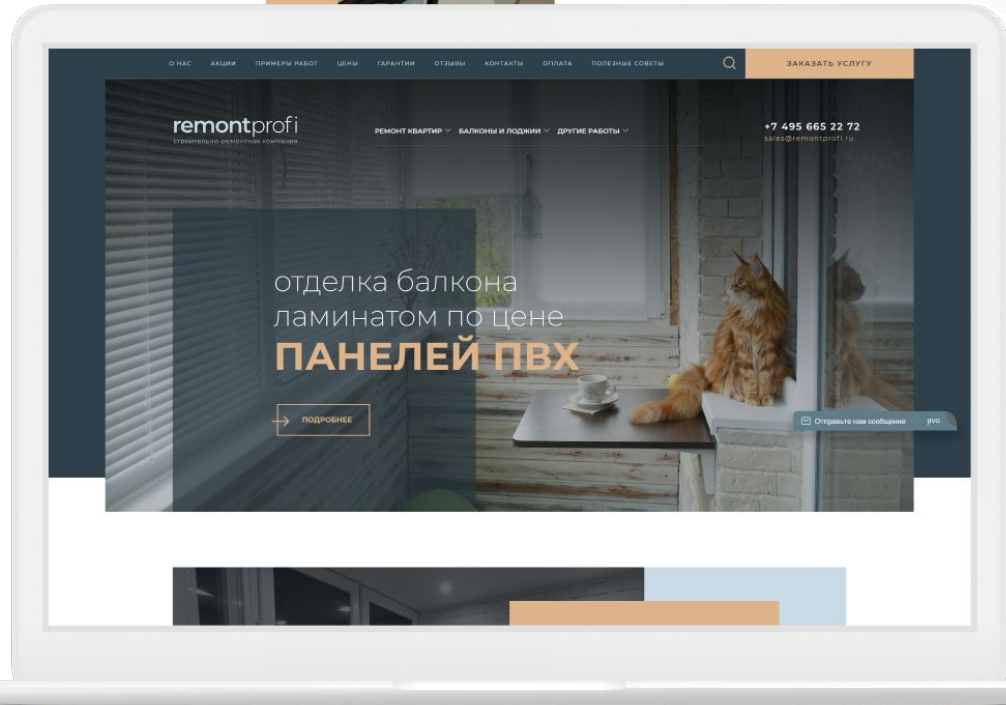 О НАС АКЦИИ ПРИМЕРЫ РАБОТ ЦЕНЫ ГАРАНТИИ ОТЗЫВЫ КОНТАКТЫ ОПЛАТА ПОЛЕЗНЫЕ СОВЕТЫ ЗАКАЗАТЬ УСЛУГУ
remontprofi
строительно-ремонтная компания
РЕМОНТ КВАРТИР БАЛКОНЫ И ЛОДЖИИ ДРУГИЕ РАБОТЫ
+7 495 665 22 72
sales@remontprofi.ru
отделка балкона
ламинатом по цене
ПАНЕЛЕЙ ПВХ
ПОДРОБНЕЕ
Отправьте нам сообщение jivo